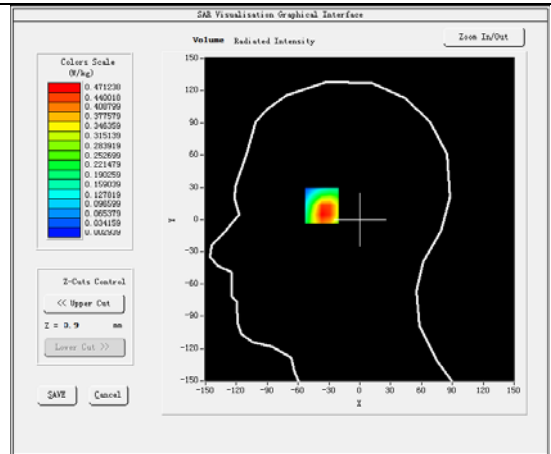 SAR Visualisation Graphical Interface
Volume Radiated Intensity
Zoom In/Out
Colors Scale
(W/kg)
0.471238
0.440018
0.408799
0.377579
0.346359
0.315139
0.283919
0.252699
0.221479
0.190259
0.159039
0.127819
0.096599
0.065379
0.034159
0.002939
Z-Cuts Control
<< Upper Cut
Z = 0.9 mm
Lower Cut >>
SAVE Cancel
150
120
90
60
30
0
-30
-60
-90
-120
-150
Y
-150 -120 -90 -60 -30 0 30 60 90 120 150
X